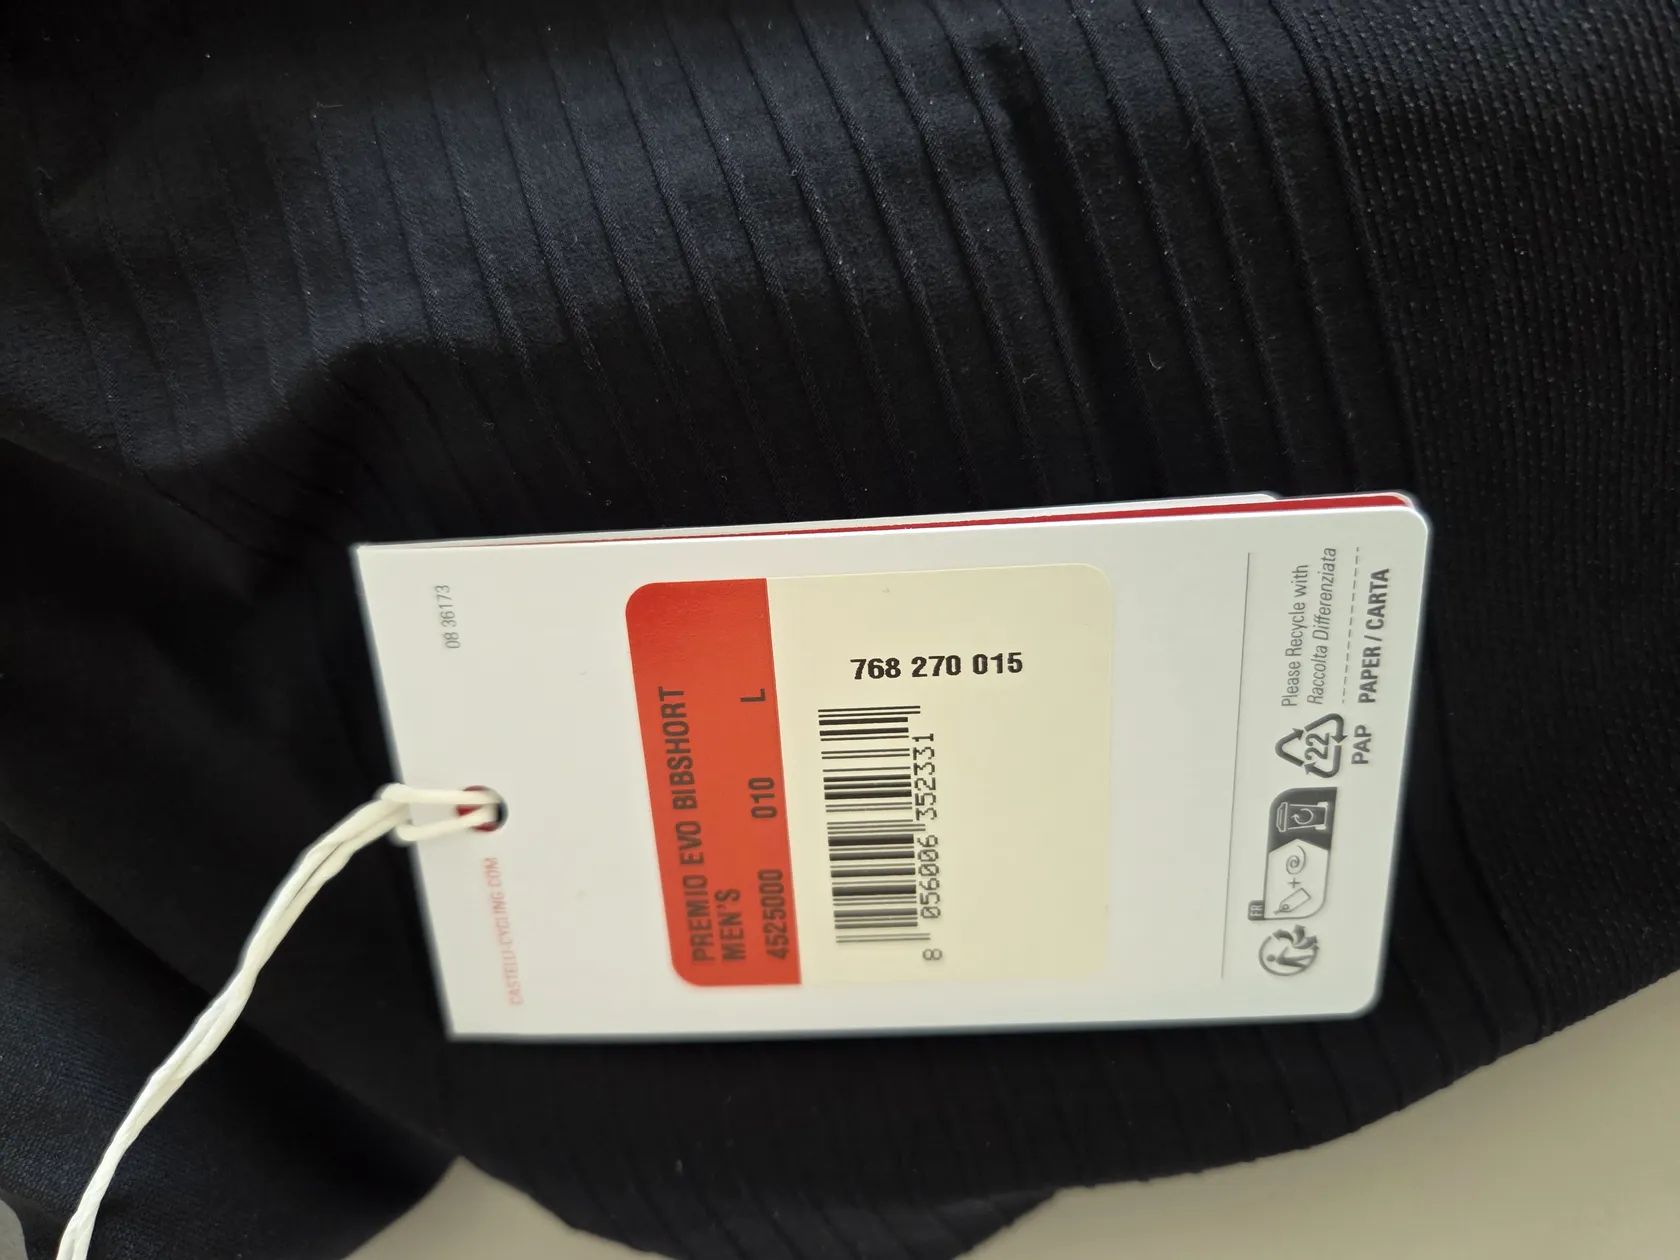 08 36173
CASTELLI-CYCLING.COM
PREMIO EVO BIBSHORT
MEN'S
4525000 010 L
768 270 015
8 056006 352331
Please Recycle with
Raccolta Differenziata
22
PAP
PAPER / CARTA
FR